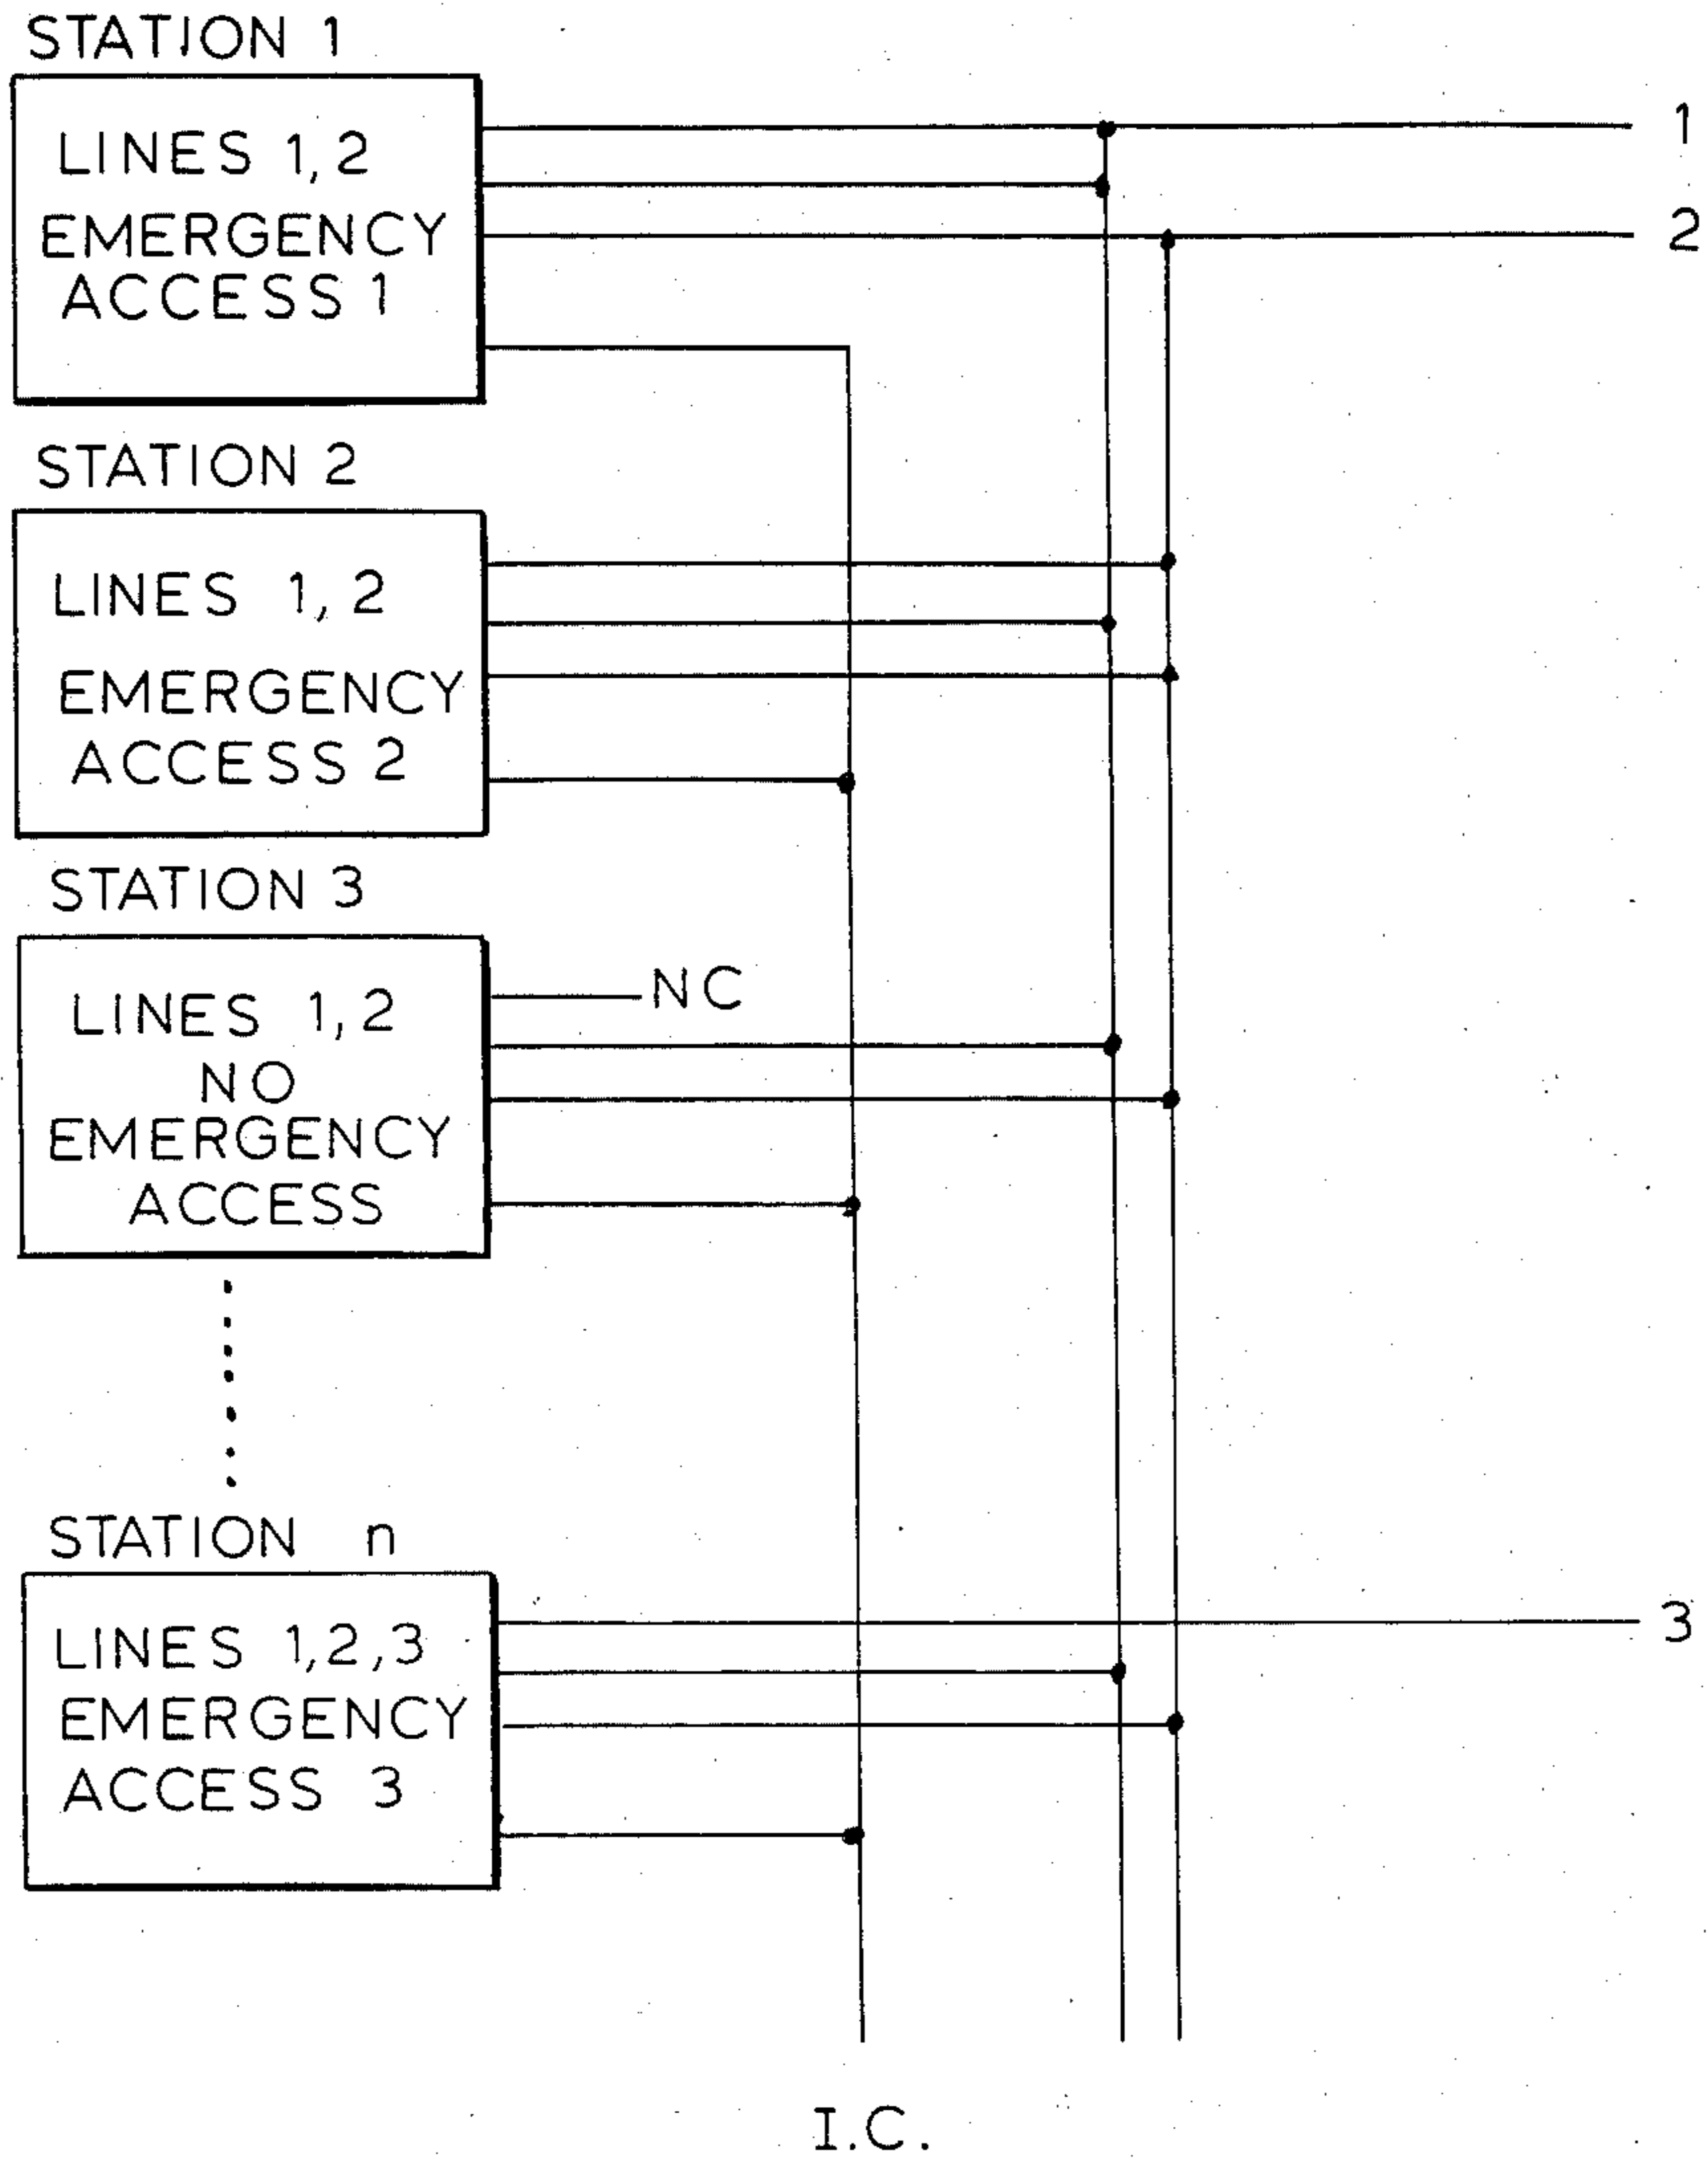 STATION 1
LINES 1,2
EMERGENCY
ACCESS 1
1
2
STATION 2
LINES 1,2
EMERGENCY
ACCESS 2
STATION 3
LINES 1,2
NO
EMERGENCY
ACCESS
NC
STATION n
LINES 1,2,3
EMERGENCY
ACCESS 3
3
I.C.